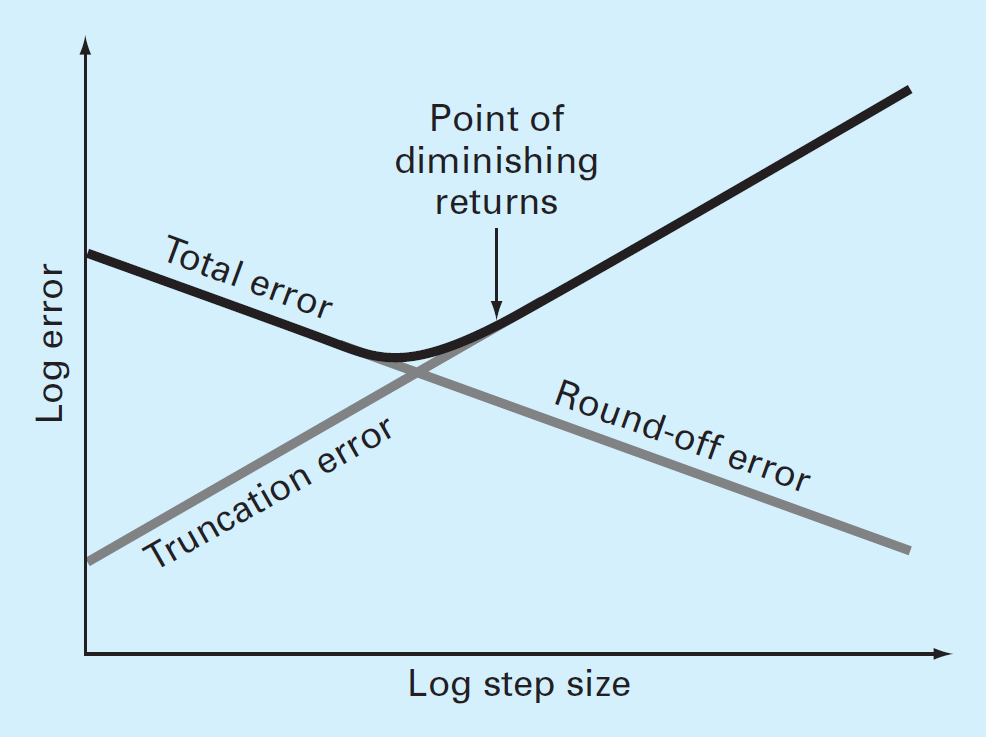 Point of
diminishing
returns
Total error
Log error
Round-off error
Truncation error
Log step size